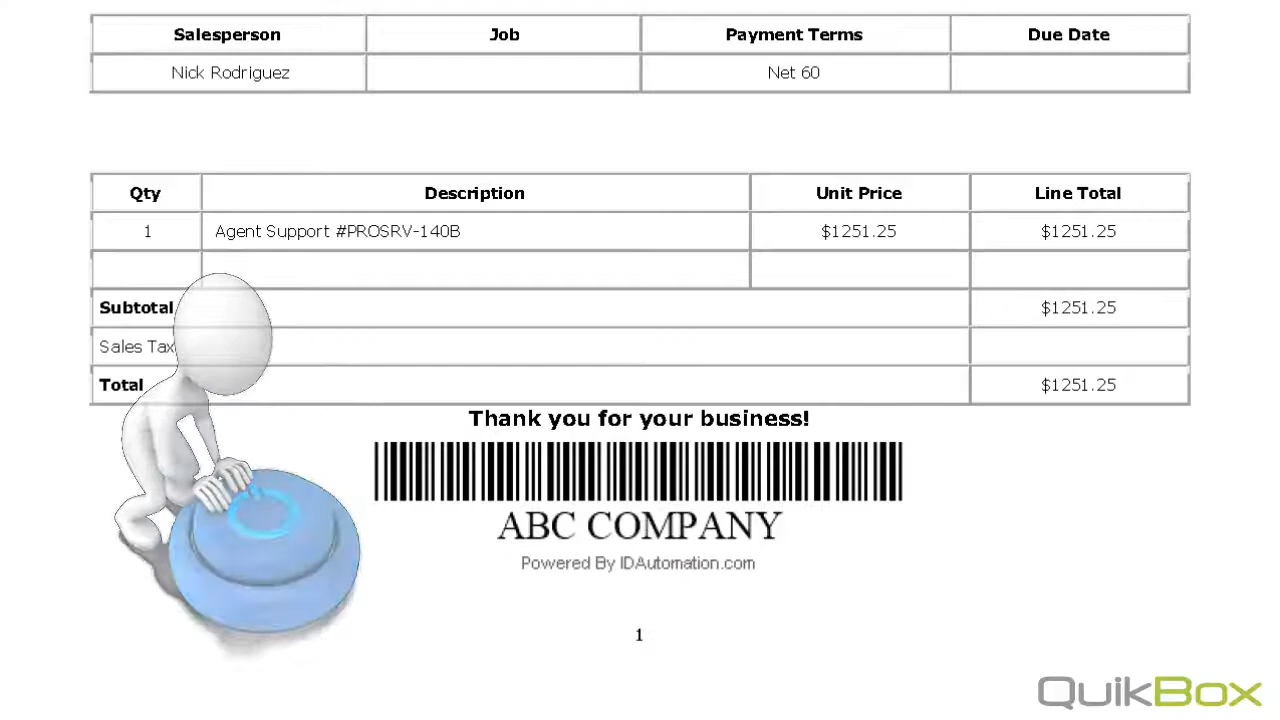 Salesperson Job Payment Terms Due Date
Nick Rodriguez Net 60
Qty Description Unit Price Line Total
1 Agent Support #PROSRV-140B $1251.25 $1251.25
Subtotal $1251.25
Sales Tax
Total $1251.25
Thank you for your business!
ABC COMPANY
Powered By IDAutomation.com
1
QuikBox